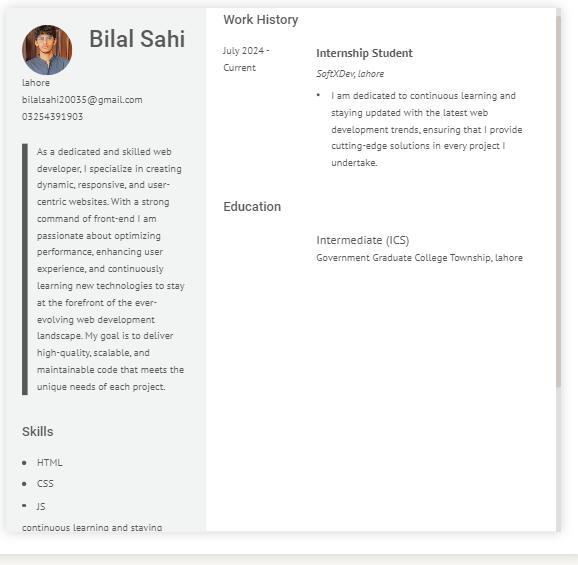 Bilal Sahi
lahore
bilalsahi20035@gmail.com
03254391903
As a dedicated and skilled web
developer, I specialize in creating
dynamic, responsive, and user-
centric websites. With a strong
command of front-end I am
passionate about optimizing
performance, enhancing user
experience, and continuously
learning new technologies to stay
at the forefront of the ever-
evolving web development
landscape. My goal is to deliver
high-quality, scalable, and
maintainable code that meets the
unique needs of each project.
Skills
• HTML
• CSS
• JS
continuous learning and staying
Work History
July 2024 -
Current
Internship Student
SoftXDev, lahore
• I am dedicated to continuous learning and
staying updated with the latest web
development trends, ensuring that I provide
cutting-edge solutions in every project I
undertake.
Education
Intermediate (ICS)
Government Graduate College Township, lahore